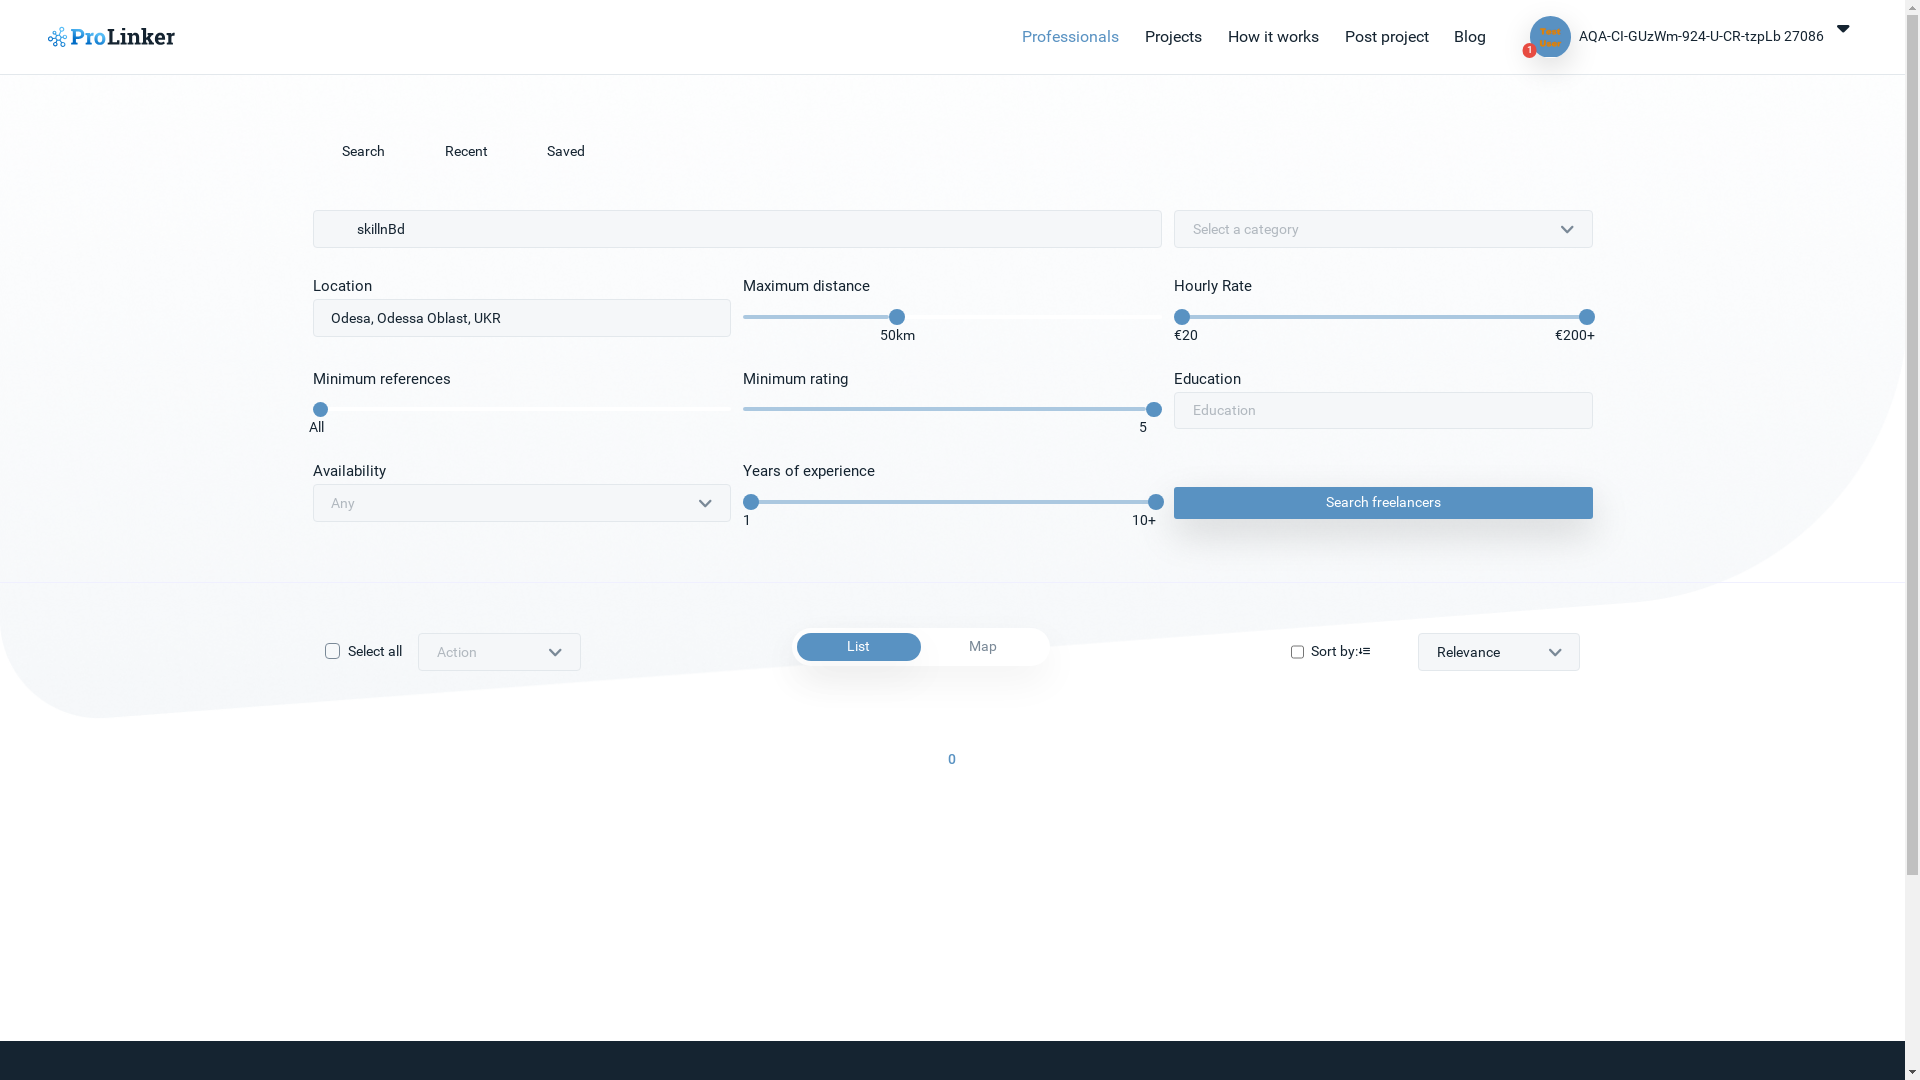 ProLinker
Professionals Projects How it works Post project Blog
Test User
1
AQA-CI-GUzWm-924-U-CR-tzpLb 27086
Search Recent Saved
skillnBd
Select a category
Location Maximum distance Hourly Rate
Odesa, Odessa Oblast, UKR
50km €20 €200+
Minimum references Minimum rating Education
Education
All 5
Availability Years of experience
Any
Search freelancers
1 10+
Select all Action List Map Sort by: Relevance
0